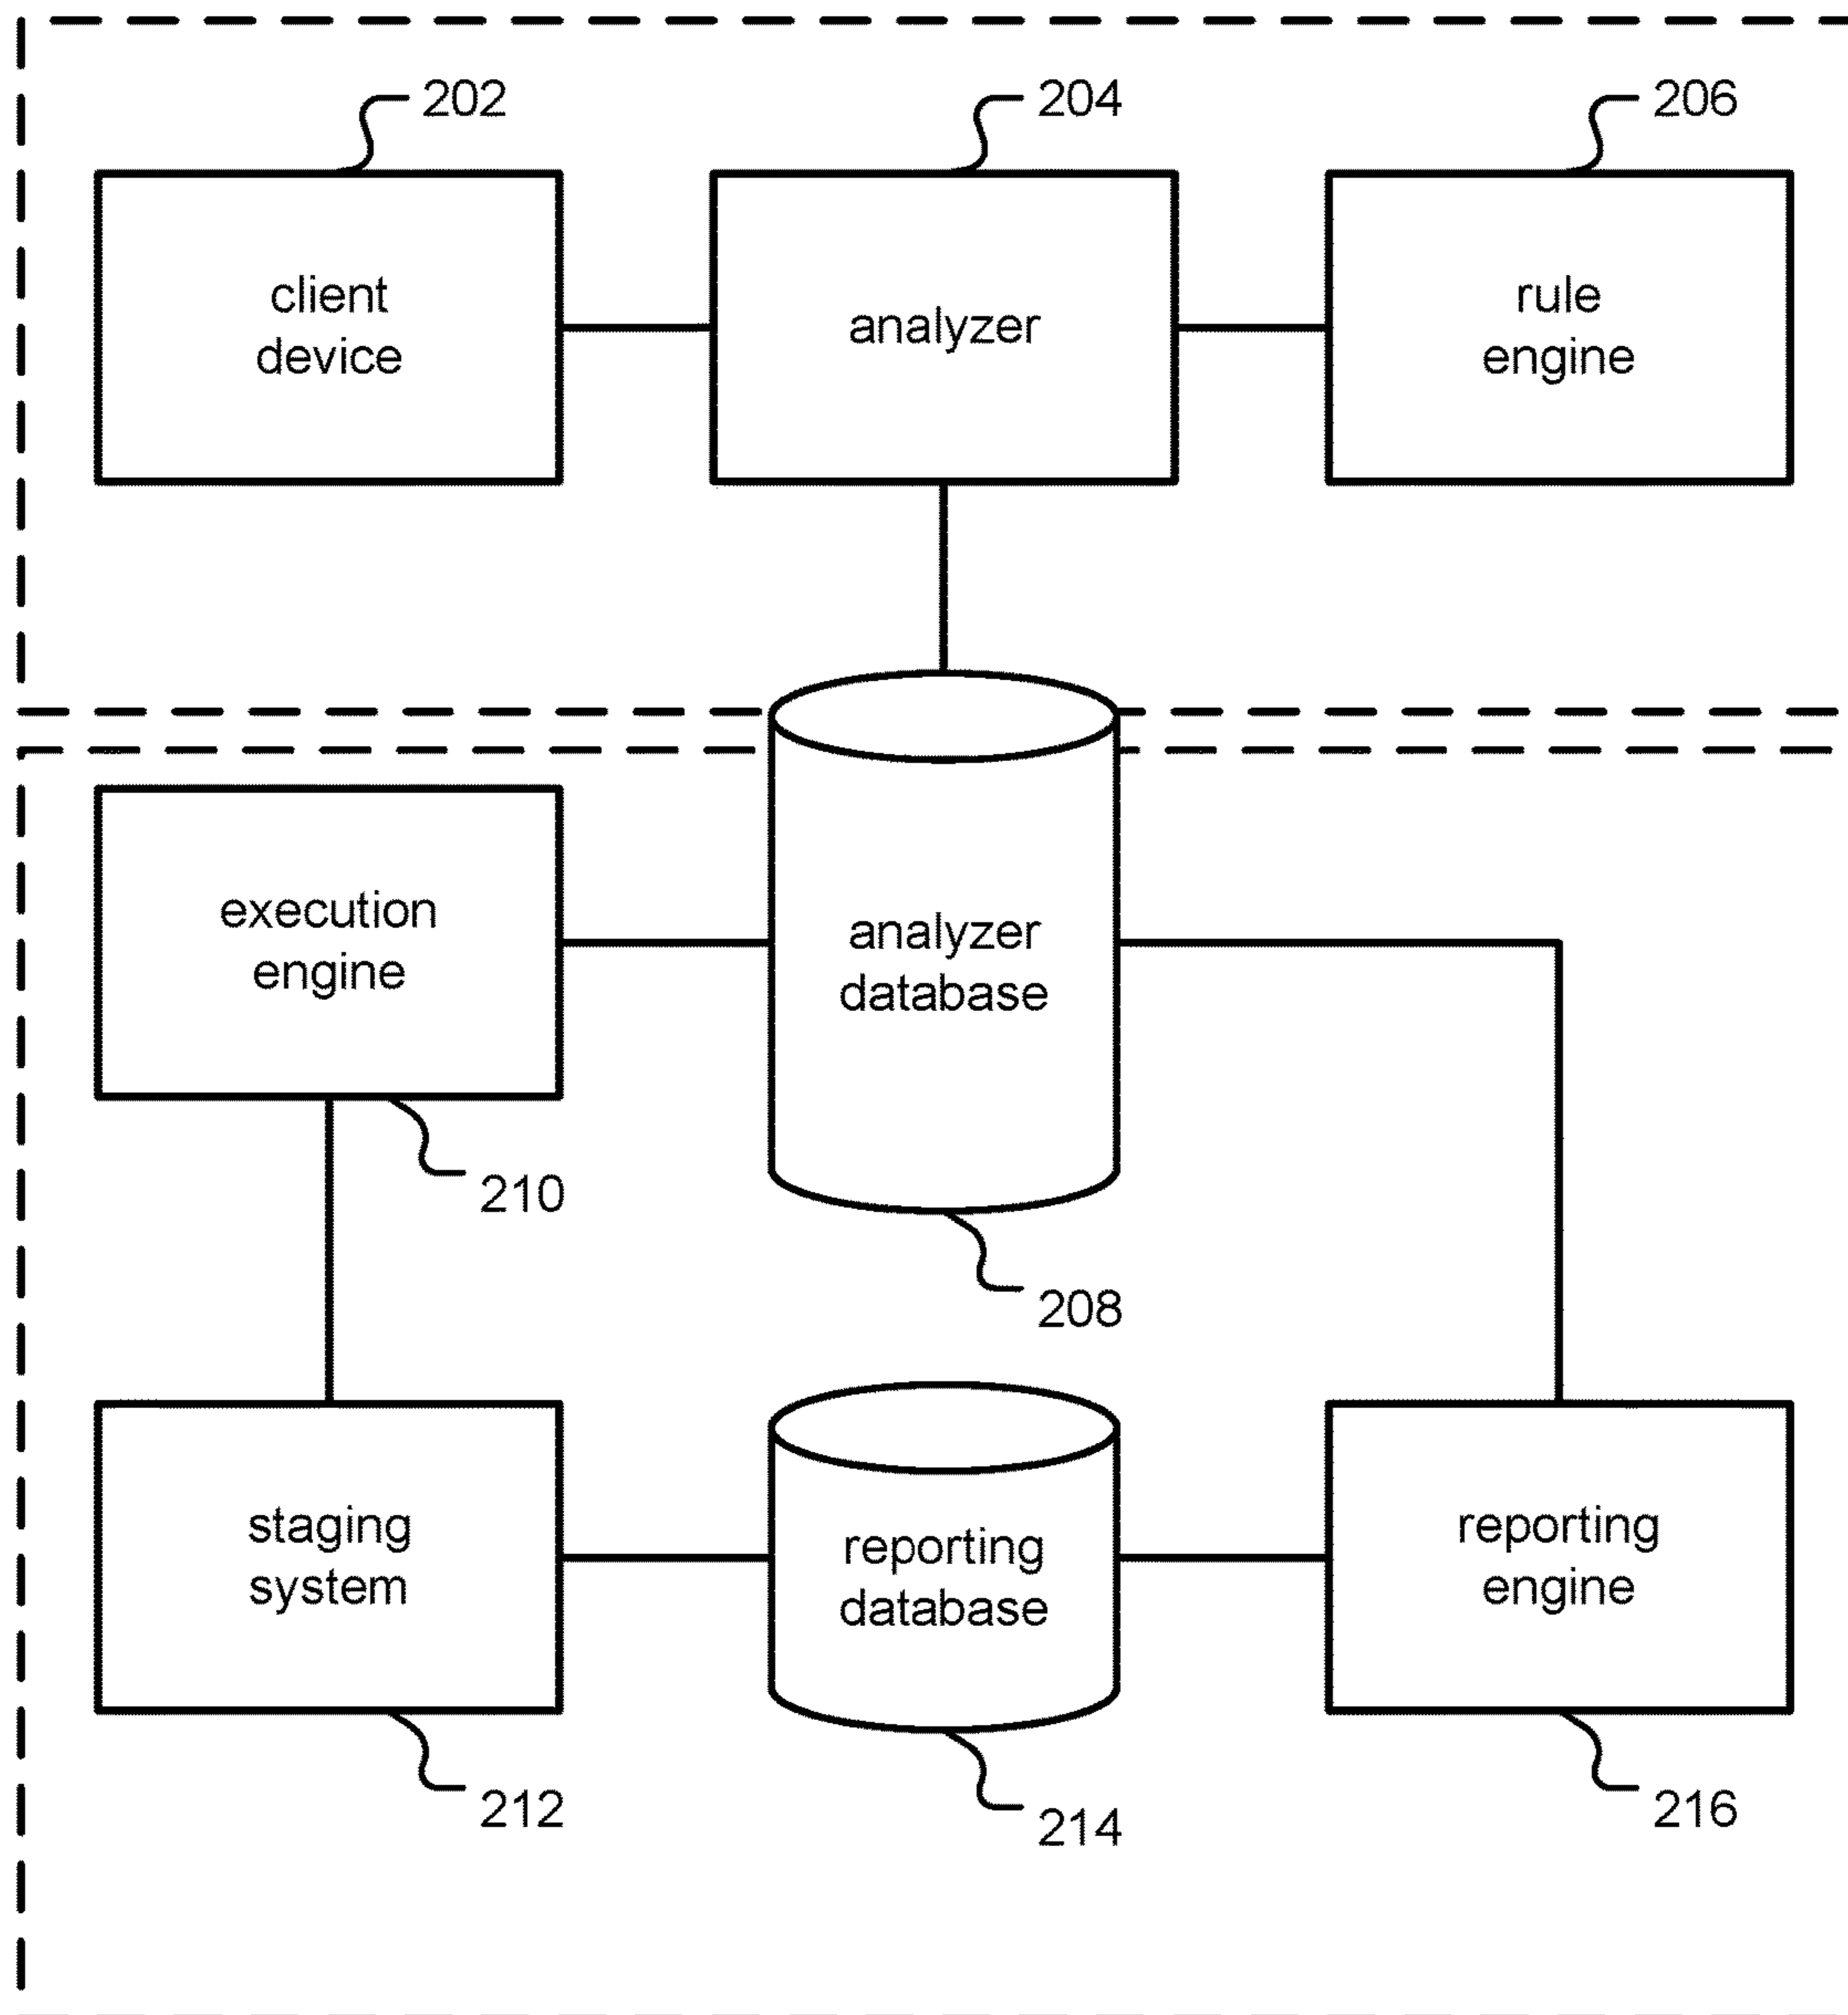 202
204
206
client
device
analyzer
rule
engine
execution
engine
analyzer
database
210
208
staging
system
reporting
database
reporting
engine
212
214
216